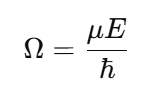 Ω = μE / ℏ